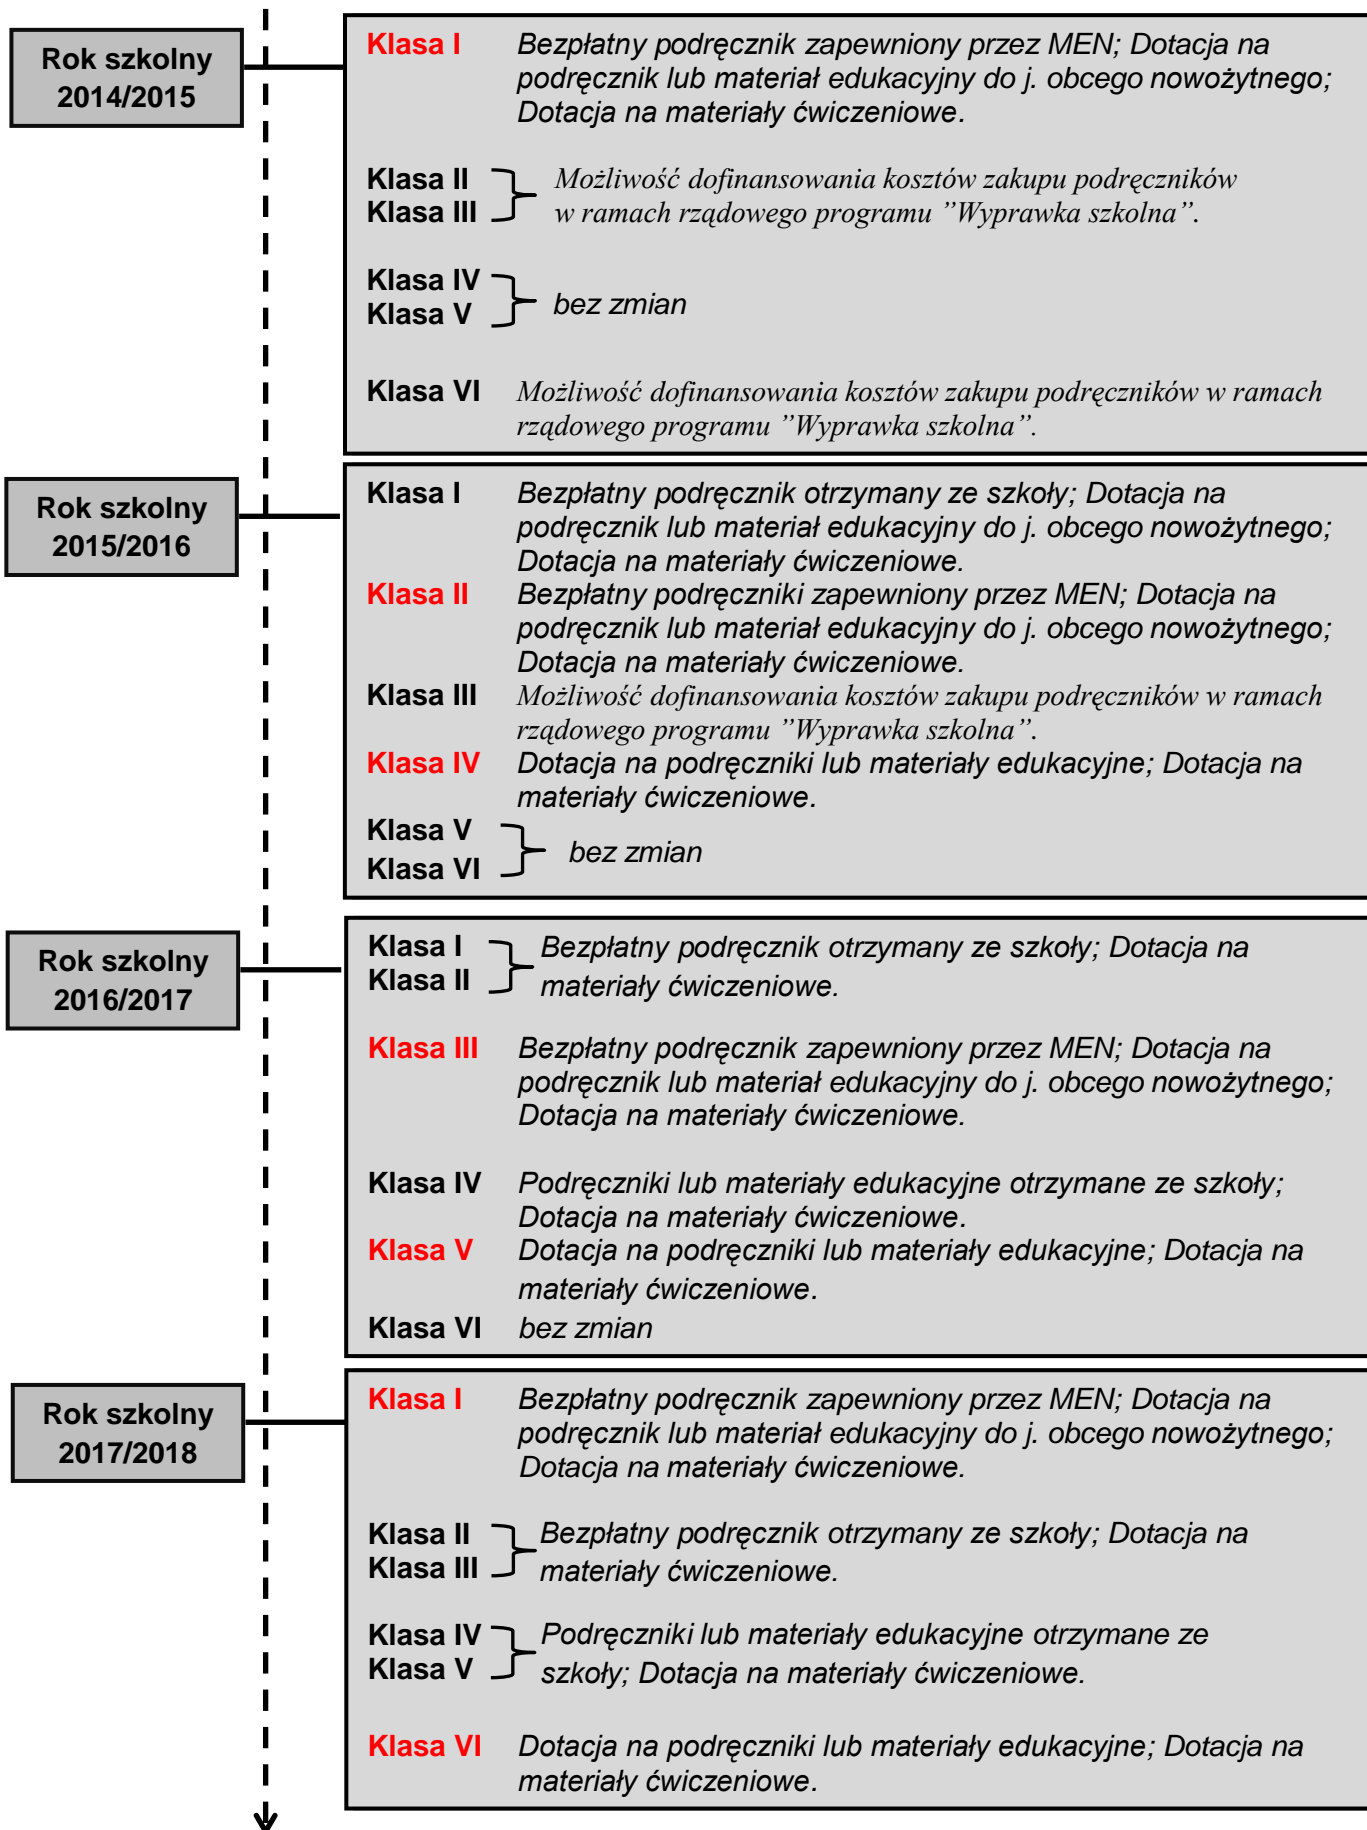 Rok szkolny
2014/2015
Klasa I Bezpłatny podręcznik zapewniony przez MEN; Dotacja na
podręcznik lub materiał edukacyjny do j. obcego nowożytnego;
Dotacja na materiały ćwiczeniowe.
Klasa II
Klasa III
Możliwość dofinansowania kosztów zakupu podręczników
w ramach rządowego programu ”Wyprawka szkolna”.
Klasa IV
Klasa V
bez zmian
Klasa VI Możliwość dofinansowania kosztów zakupu podręczników w ramach
rządowego programu ”Wyprawka szkolna”.
Rok szkolny
2015/2016
Klasa I Bezpłatny podręcznik otrzymany ze szkoły; Dotacja na
podręcznik lub materiał edukacyjny do j. obcego nowożytnego;
Dotacja na materiały ćwiczeniowe.
Klasa II Bezpłatny podręczniki zapewniony przez MEN; Dotacja na
podręcznik lub materiał edukacyjny do j. obcego nowożytnego;
Dotacja na materiały ćwiczeniowe.
Klasa III Możliwość dofinansowania kosztów zakupu podręczników w ramach
rządowego programu ”Wyprawka szkolna”.
Klasa IV Dotacja na podręczniki lub materiały edukacyjne; Dotacja na
materiały ćwiczeniowe.
Klasa V
Klasa VI
bez zmian
Rok szkolny
2016/2017
Klasa I
Klasa II
Bezpłatny podręcznik otrzymany ze szkoły; Dotacja na
materiały ćwiczeniowe.
Klasa III Bezpłatny podręcznik zapewniony przez MEN; Dotacja na
podręcznik lub materiał edukacyjny do j. obcego nowożytnego;
Dotacja na materiały ćwiczeniowe.
Klasa IV Podręczniki lub materiały edukacyjne otrzymane ze szkoły;
Dotacja na materiały ćwiczeniowe.
Klasa V Dotacja na podręczniki lub materiały edukacyjne; Dotacja na
materiały ćwiczeniowe.
Klasa VI bez zmian
Rok szkolny
2017/2018
Klasa I Bezpłatny podręcznik zapewniony przez MEN; Dotacja na
podręcznik lub materiał edukacyjny do j. obcego nowożytnego;
Dotacja na materiały ćwiczeniowe.
Klasa II
Klasa III
Bezpłatny podręcznik otrzymany ze szkoły; Dotacja na
materiały ćwiczeniowe.
Klasa IV
Klasa V
Podręczniki lub materiały edukacyjne otrzymane ze
szkoły; Dotacja na materiały ćwiczeniowe.
Klasa VI Dotacja na podręczniki lub materiały edukacyjne; Dotacja na
materiały ćwiczeniowe.